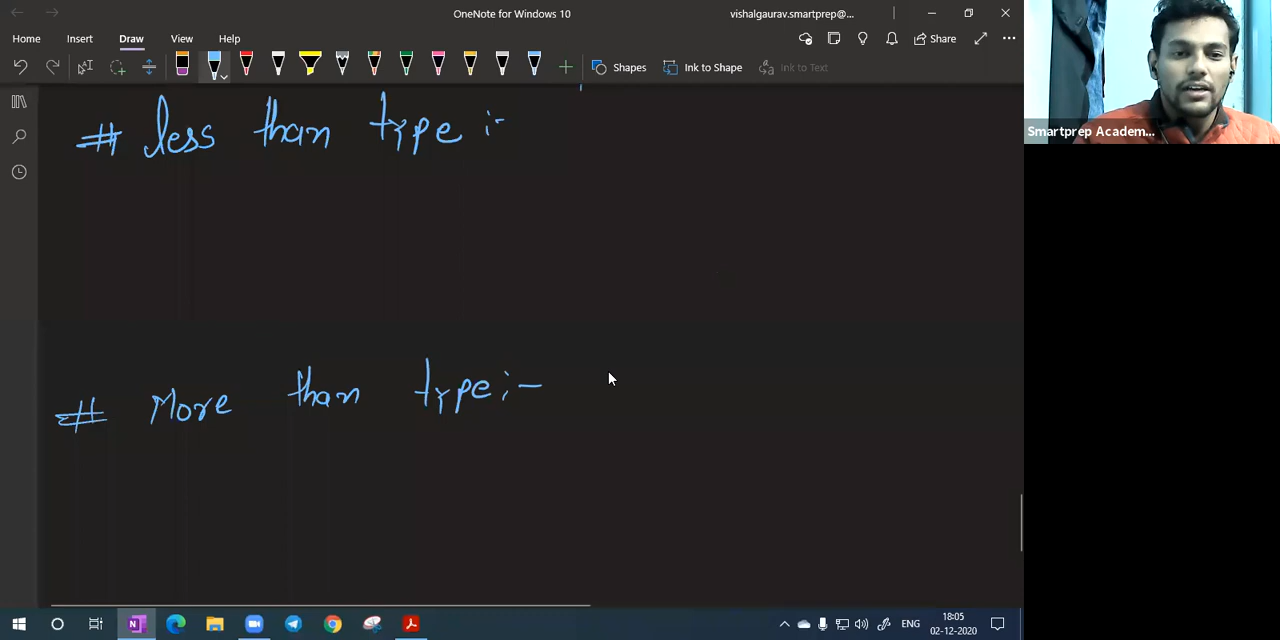 OneNote for Windows 10
vishalgaurav.smartprep@...
Home Insert Draw View Help
Share
Shapes
Ink to Shape
Ink to Text
# less than type :-
Smartprep Academ...
# More than type :-
ENG
18:05
02-12-2020